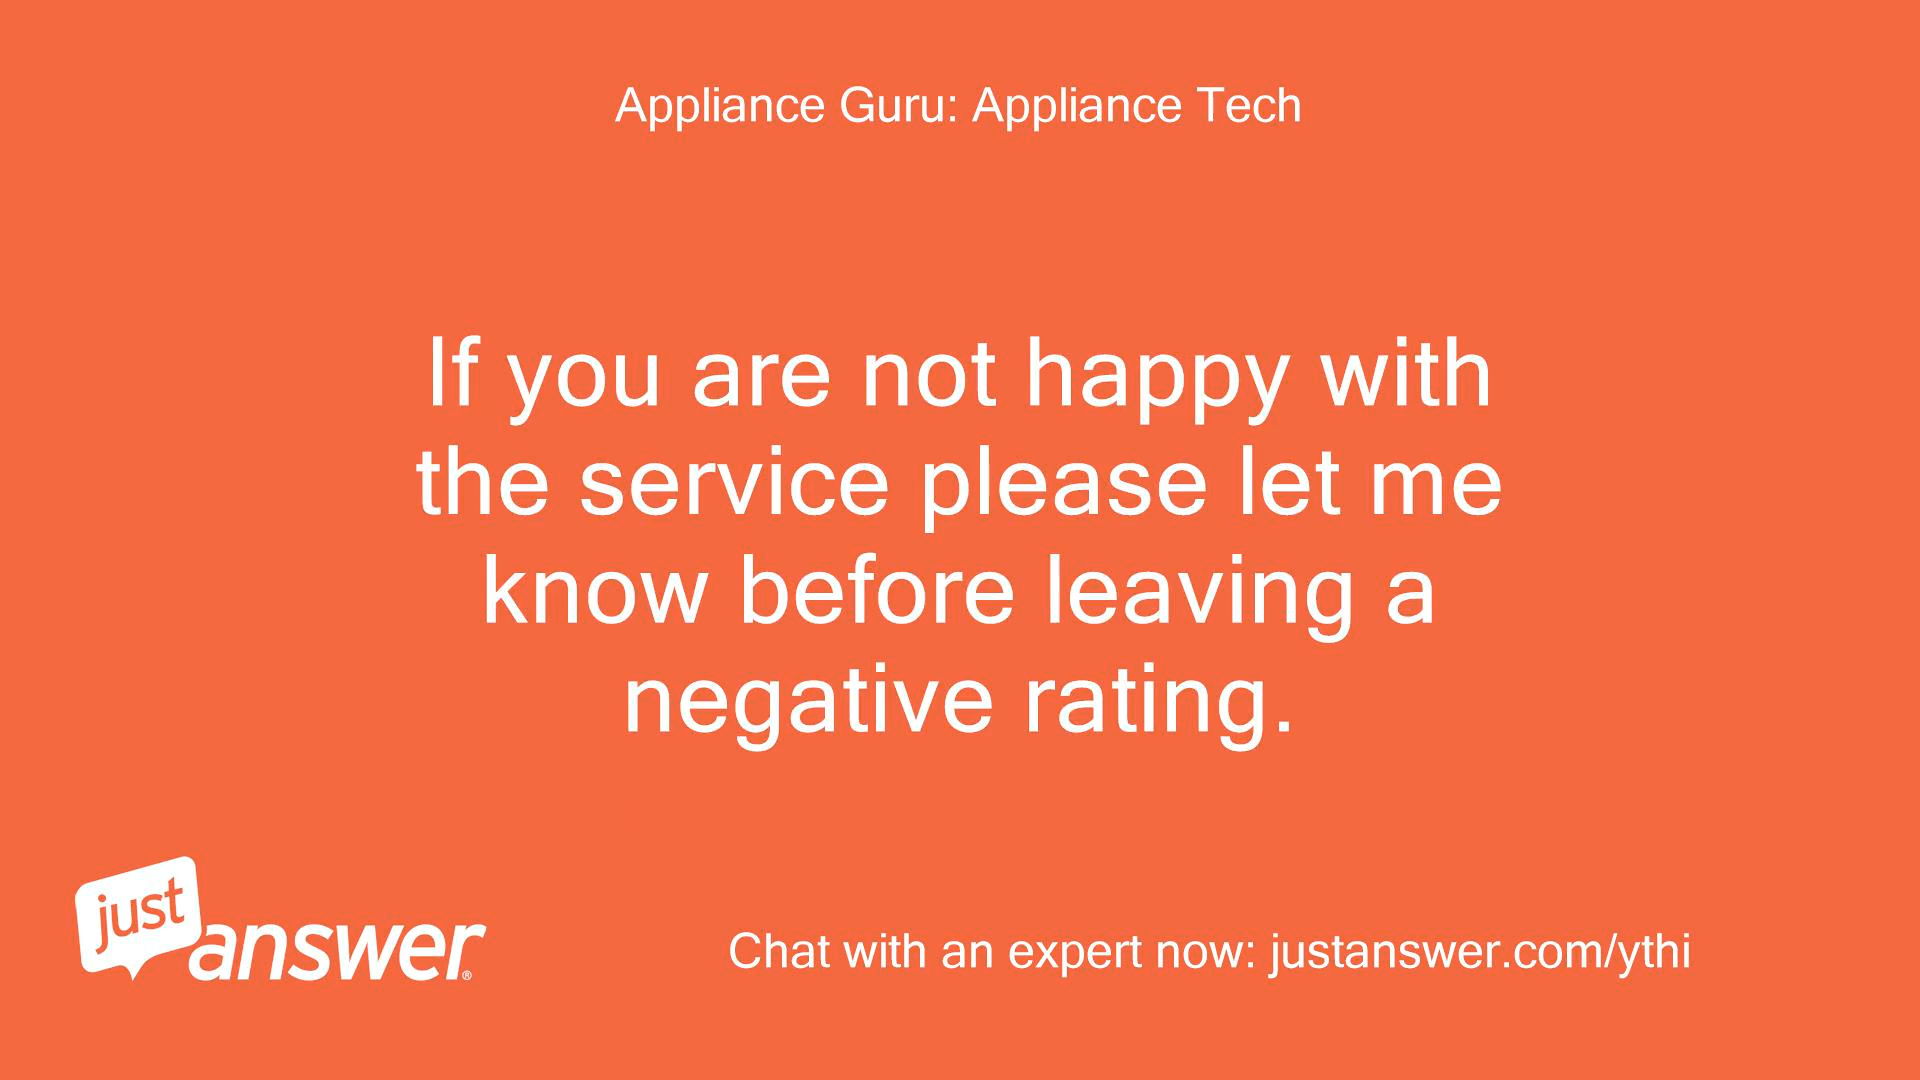 Appliance Guru: Appliance Tech
If you are not happy with
the service please let me
know before leaving a
negative rating.
just
answer®
Chat with an expert now: justanswer.com/ythi